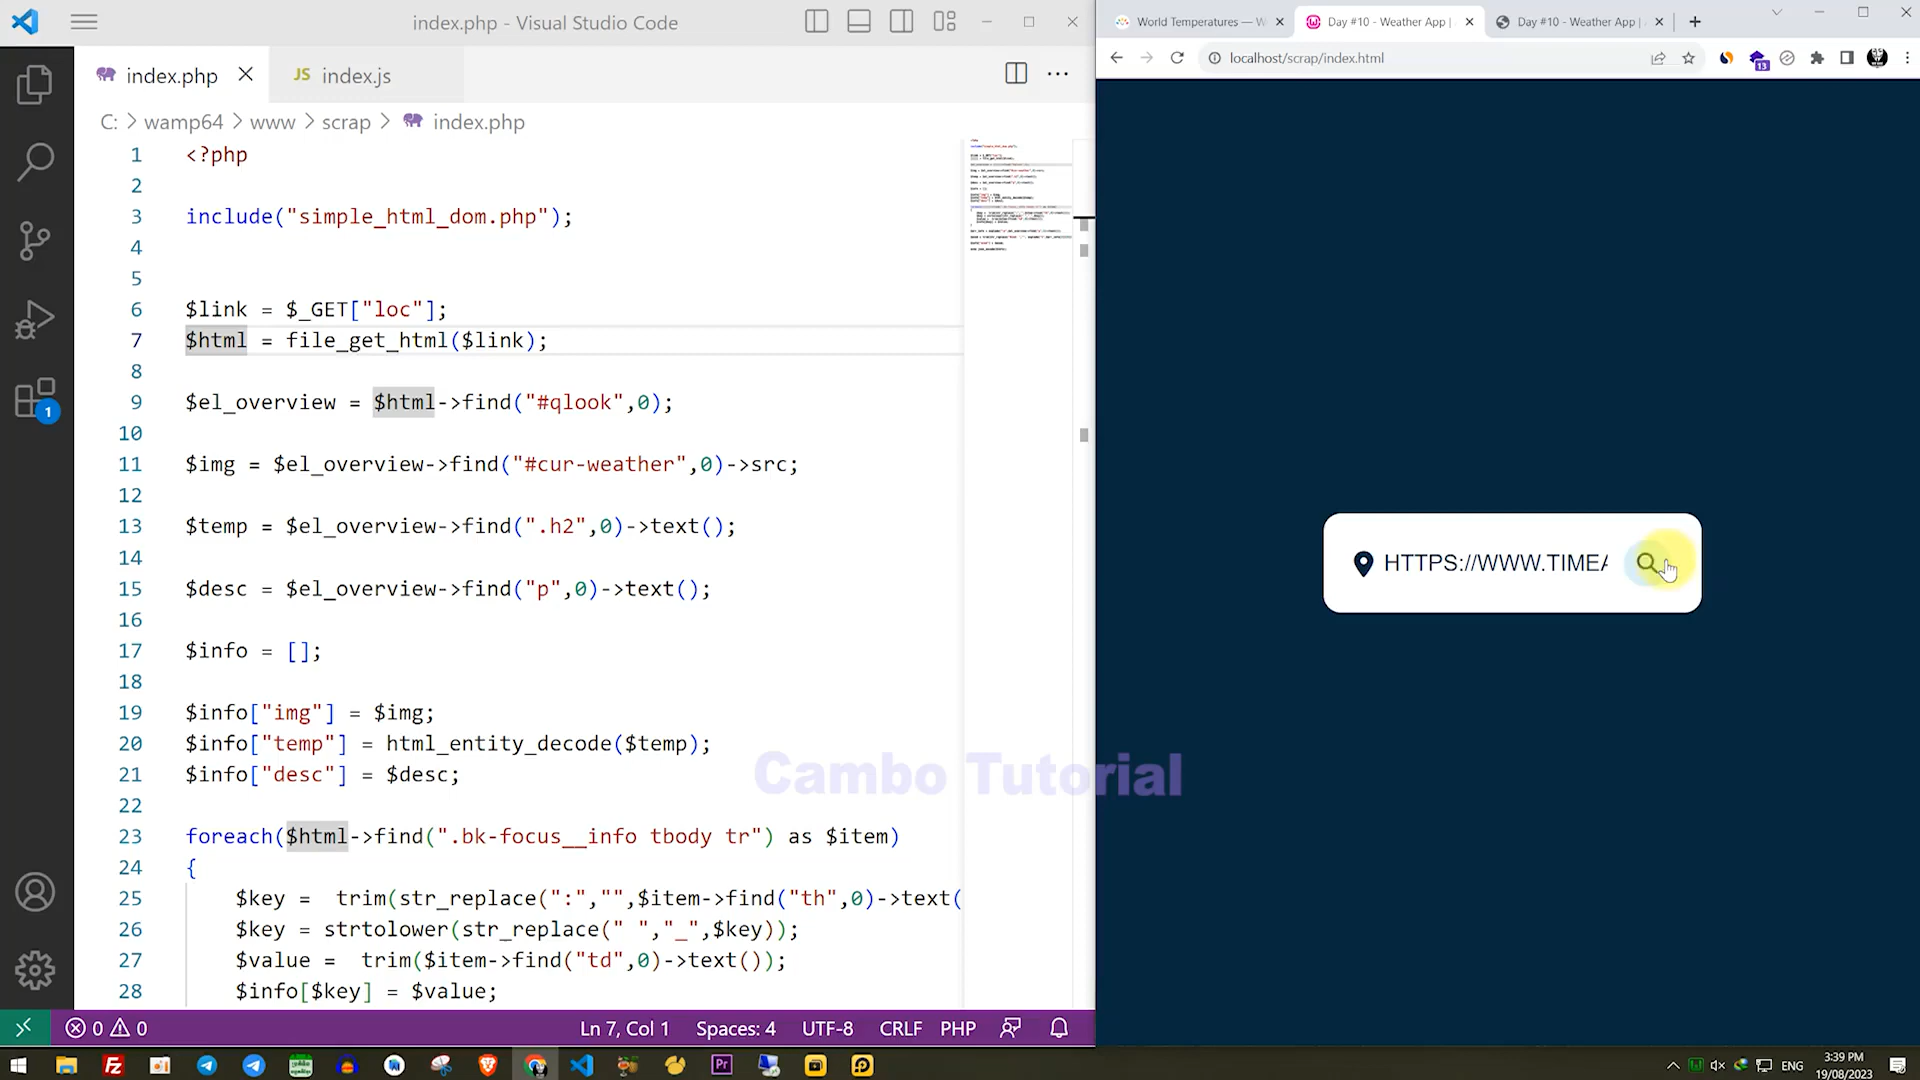 index.php - Visual Studio Code
index.php
JS index.js
C: > wamp64 > www > scrap > index.php
1 <?php
2
3 include("simple_html_dom.php");
4
5
6 $link = $_GET["loc"];
7 $html = file_get_html($link);
8
9 $el_overview = $html->find("#qlook",0);
10
11 $img = $el_overview->find("#cur-weather",0)->src;
12
13 $temp = $el_overview->find(".h2",0)->text();
14
15 $desc = $el_overview->find("p",0)->text();
16
17 $info = [];
18
19 $info["img"] = $img;
20 $info["temp"] = html_entity_decode($temp);
21 $info["desc"] = $desc;
22
23 foreach($html->find(".bk-focus__info tbody tr") as $item)
24 {
25 $key =  trim(str_replace(":","",$item->find("th",0)->text(
26 $key = strtolower(str_replace(" ","_",$key));
27 $value =  trim($item->find("td",0)->text());
28 $info[$key] = $value;
1
0 0
Ln 7, Col 1
Spaces: 4
UTF-8
CRLF
PHP
World Temperatures — W
Day #10 - Weather App |
Day #10 - Weather App |
localhost/scrap/index.html
13
HTTPS://WWW.TIMEA
Cambo Tutorial
ENG
3:39 PM
19/08/2023